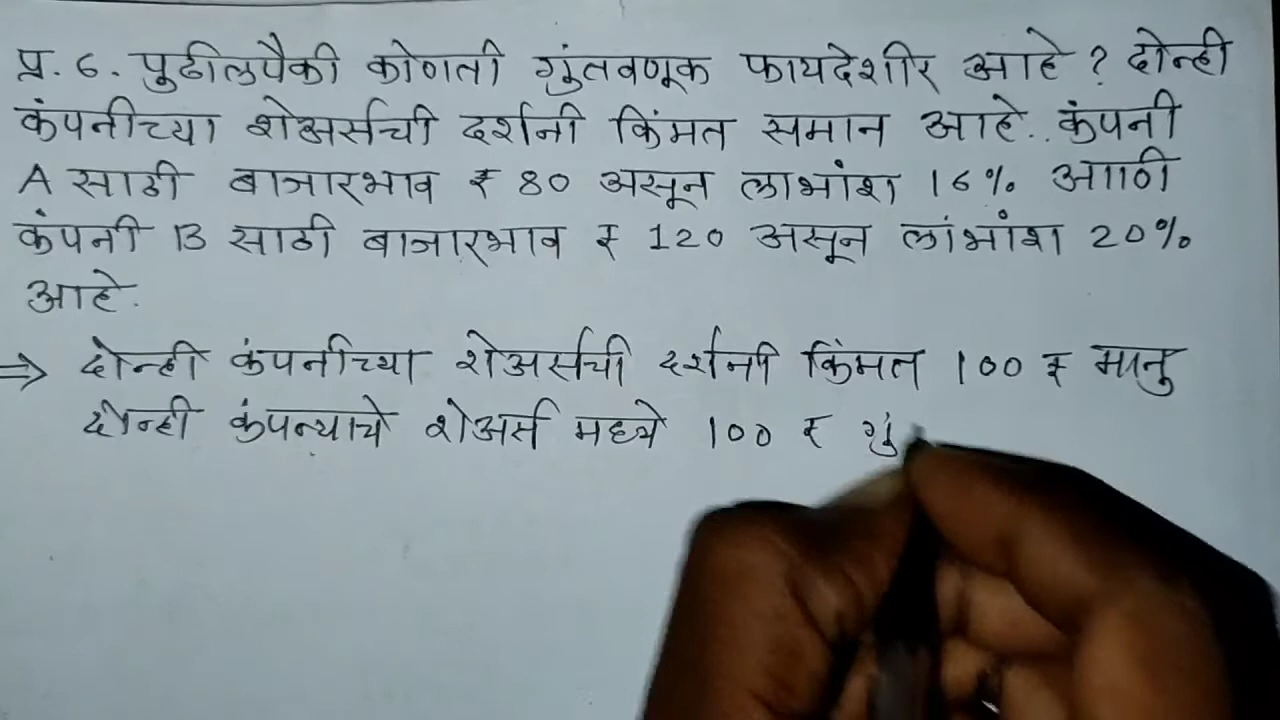 प्र. ६. पुढीलपैकी कोणती गुंतवणूक फायदेशीर आहे ? दोन्ही
कंपनीच्या शेअर्सची दर्शनी किंमत समान आहे. कंपनी
A साठी बाजारभाव ₹ 80 असून लाभांश 16% आणि
कंपनी B साठी बाजारभाव ₹ 120 असून लांभांश 20%
आहे.
⇒ दोन्ही कंपनीच्या शेअर्सची दर्शनी किंमत 100 ₹ मानु
दोन्ही कंपन्याचे शेअर्स मध्ये 100 ₹ गुं